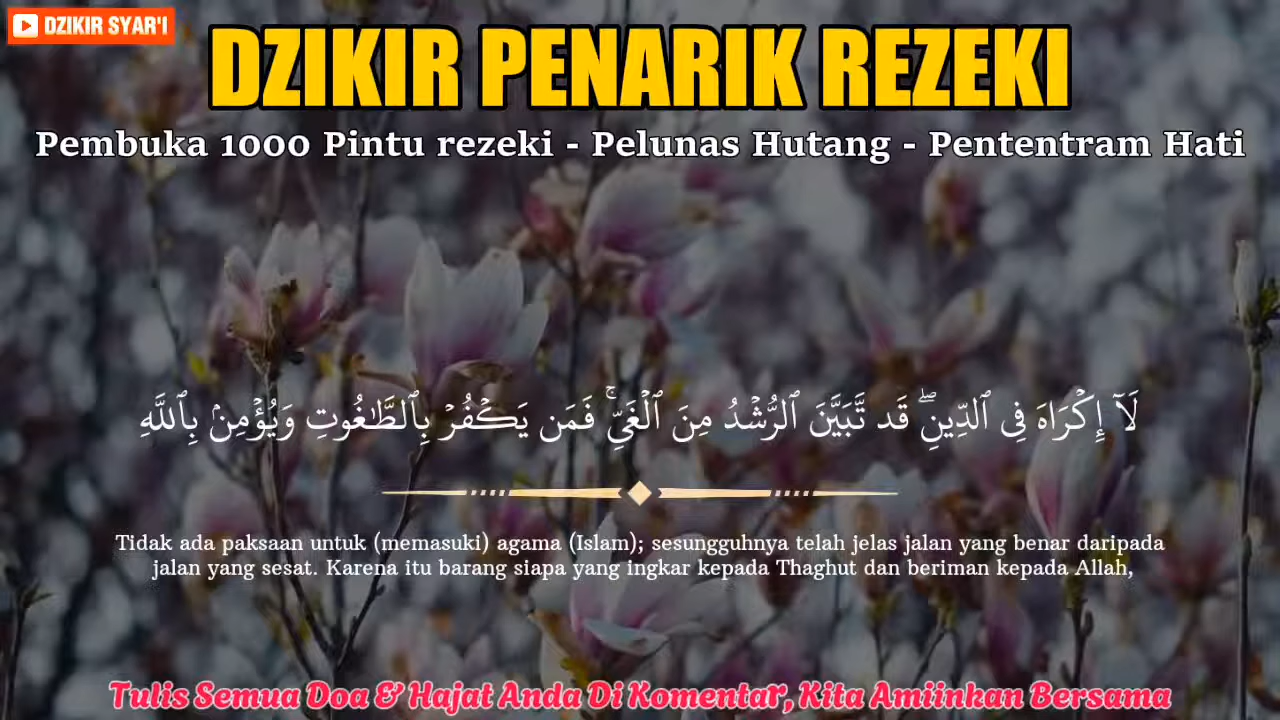 DZIKIR SYAR'I
DZIKIR PENARIK REZEKI
Pembuka 1000 Pintu rezeki - Pelunas Hutang - Pententram Hati
لَآ إِكْرَاهَ فِى ٱلدِّينِ ۖ قَد تَّبَيَّنَ ٱلرُّشْدُ مِنَ ٱلْغَىِّ ۚ فَمَن يَكْفُرْ بِٱلطَّٰغُوتِ وَيُؤْمِنۢ بِٱللَّهِ
Tidak ada paksaan untuk (memasuki) agama (Islam); sesungguhnya telah jelas jalan yang benar daripada
jalan yang sesat. Karena itu barang siapa yang ingkar kepada Thaghut dan beriman kepada Allah,
Tulis Semua Doa & Hajat Anda Di Komentar, Kita Amiinkan Bersama